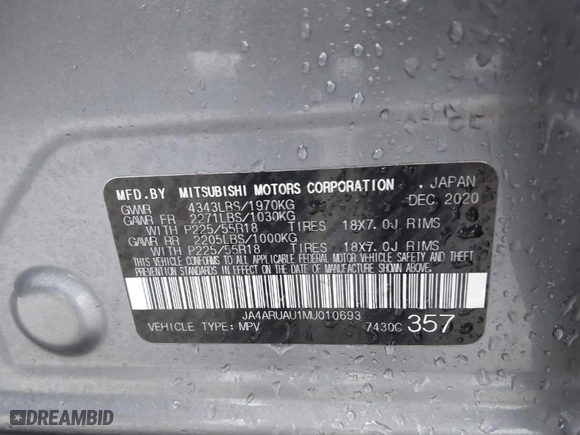 MFD.BY MITSUBISHI MOTORS CORPORATION , JAPAN
GVWR 4343LBS/1970KG DEC, 2020
GAWR FR 2271LBS/1030KG
WITH P225/55R18 TIRES 18X7.0J RIMS
GAWR RR 2205LBS/1000KG
WITH P225/55R18 TIRES 18X7.0J RIMS
THIS VEHICLE CONFORMS TO ALL APPLICABLE FEDERAL MOTOR VEHICLE SAFETY AND THEFT
PREVENTION STANDARDS IN EFFECT ON THE DATE OF MANUFACTURE SHOWN ABOVE.
JA4ARUAU1MU010693
VEHICLE TYPE: MPV 7430C 357
DREAMBID